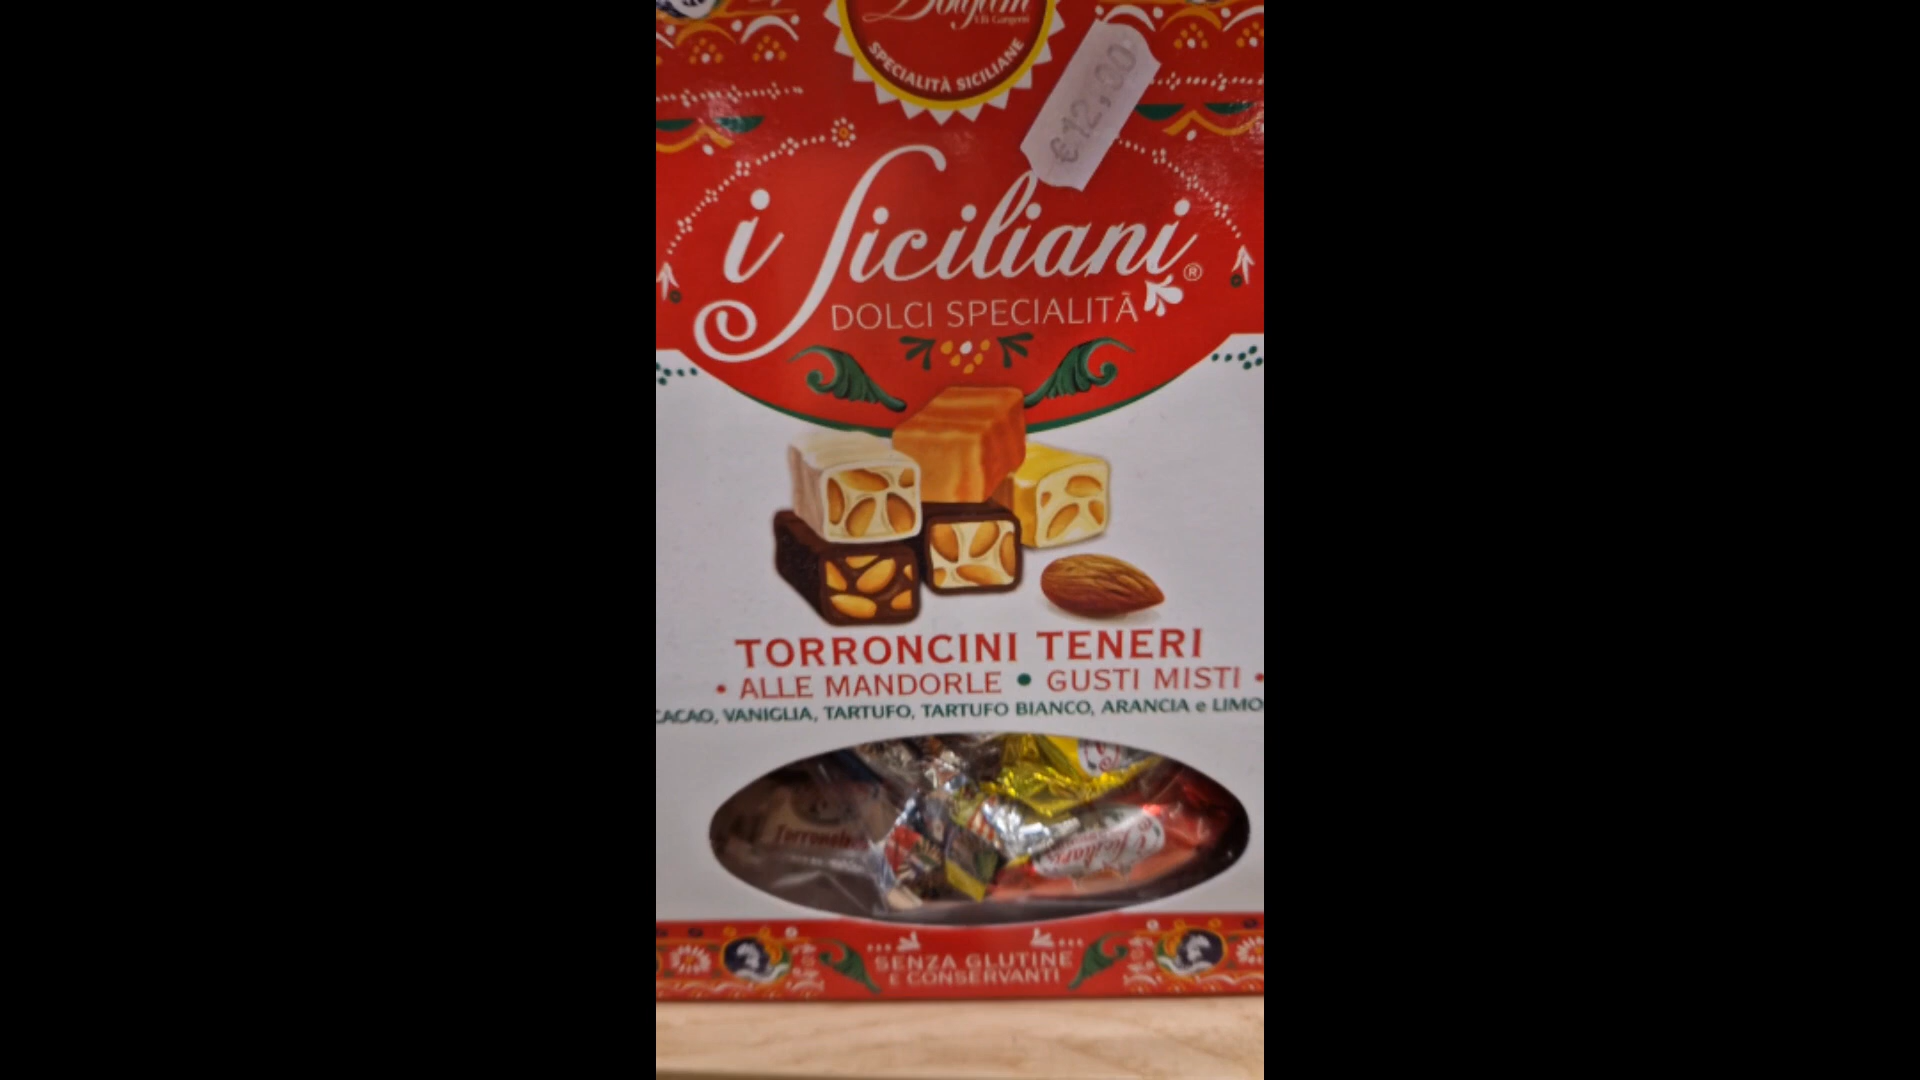 SPECIALITÀ SICILIANE
€12,00
i Siciliani ®
DOLCI SPECIALITÀ
TORRONCINI TENERI
• ALLE MANDORLE • GUSTI MISTI •
CACAO, VANIGLIA, TARTUFO, TARTUFO BIANCO, ARANCIA e LIMO
i Siciliani
SENZA GLUTINE
E CONSERVANTI